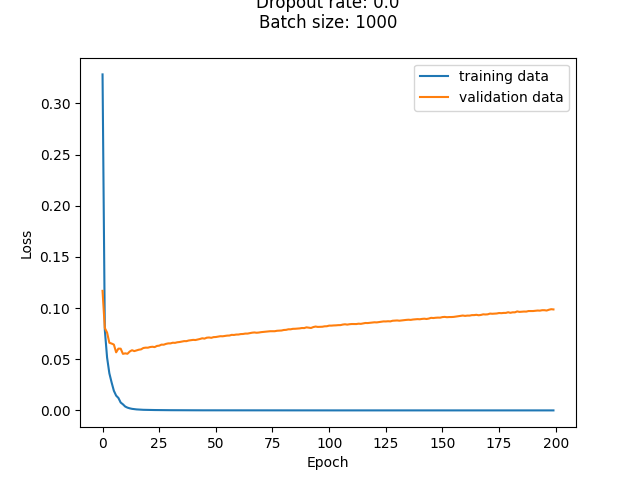 Dropout rate: 0.0
Batch size: 1000
training data
validation data
0.30
0.25
0.20
0.15
0.10
0.05
0.00
Loss
0 25 50 75 100 125 150 175 200
Epoch